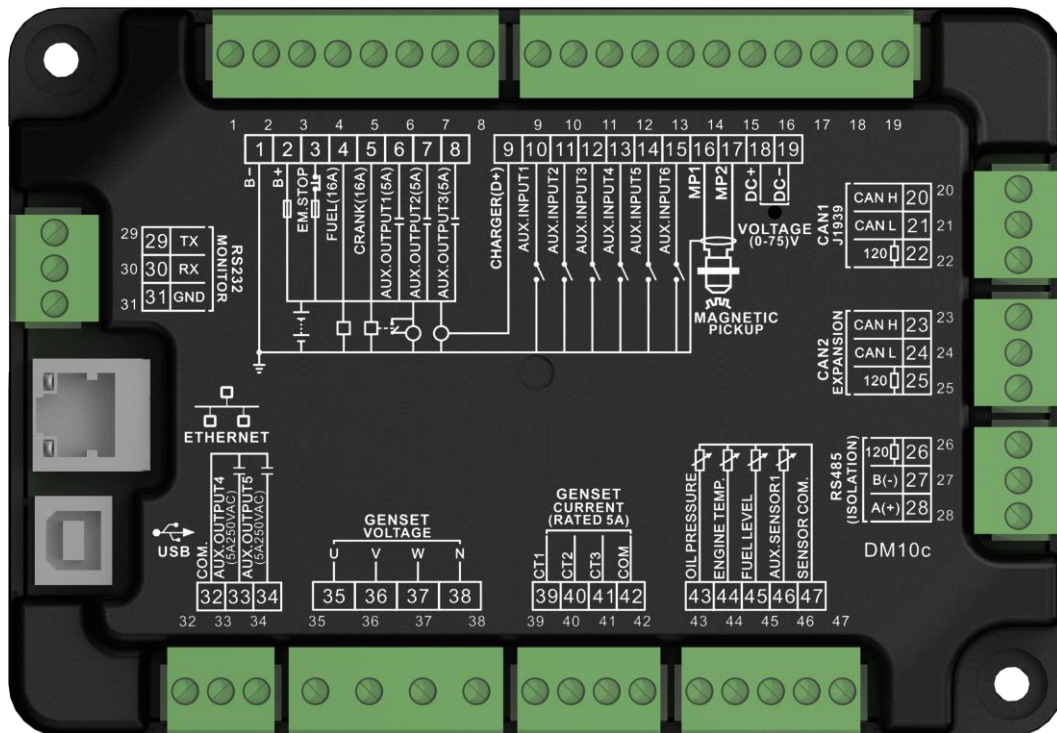 1 2 3 4 5 6 7 8 9 10 11 12 13 14 15 16 17 18 19
1 2 3 4 5 6 7 8 9 10 11 12 13 14 15 16 17 18 19
B-
B+
EM.STOP
FUEL(16A)
CRANK(16A)
AUX.OUTPUT1(5A)
AUX.OUTPUT2(5A)
AUX.OUTPUT3(5A)
CHARGER(D+)
AUX.INPUT1
AUX.INPUT2
AUX.INPUT3
AUX.INPUT4
AUX.INPUT5
AUX.INPUT6
MP1
MP2
DC+
DC-
VOLTAGE
(0-75)V
MAGNETIC
PICKUP
29 29 TX
30 30 RX
31 31 GND
RS232
MONITOR
CAN1
J1939
CAN H 20 20
CAN L 21 21
120 22 22
CAN2
EXPANSION
CAN H 23 23
CAN L 24 24
120 25 25
RS485
(ISOLATION)
120 26 26
B(-) 27 27
A(+) 28 28
DM10c
ETHERNET
USB
COM.
AUX.OUTPUT4
(5A250VAC)
AUX.OUTPUT5
(5A250VAC)
32 33 34
32 33 34
GENSET
VOLTAGE
U V W N
35 36 37 38
35 36 37 38
GENSET
CURRENT
(RATED 5A)
CT1
CT2
CT3
COM
39 40 41 42
39 40 41 42
OIL PRESSURE
ENGINE TEMP.
FUEL LEVEL
AUX.SENSOR1
SENSOR COM.
43 44 45 46 47
43 44 45 46 47